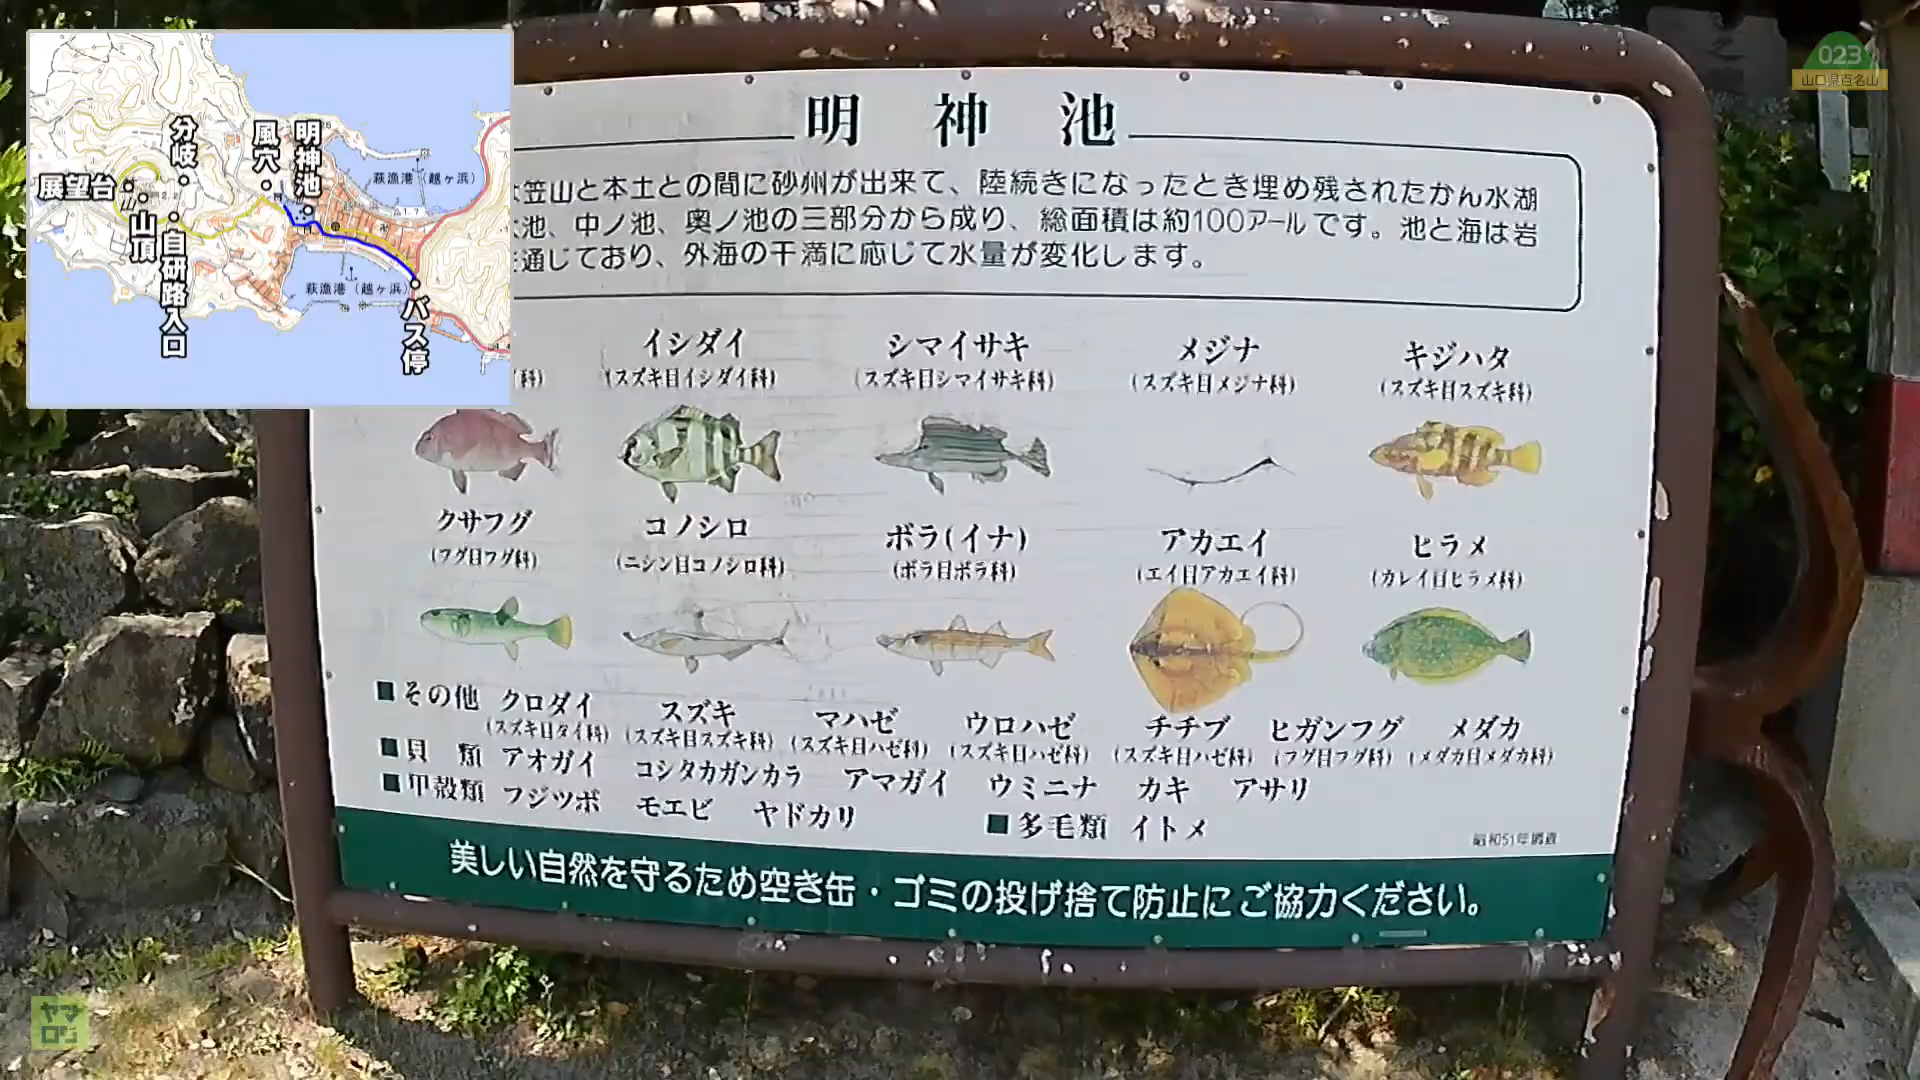 明神池
笠山と本土との間に砂州が出来て、陸続きになったとき埋め残されたかん水湖
池、中ノ池、奥ノ池の三部分から成り、総面積は約100アールです。池と海は岩
通じており、外海の干満に応じて水量が変化します。
イシダイ シマイサキ メジナ キジハタ
科) (スズキ目イシダイ科) (スズキ目シマイサキ科) (スズキ目メジナ科) (スズキ目スズキ科)
クサフグ コノシロ ボラ(イナ) アカエイ ヒラメ
(フグ目フグ科) (ニシン目コノシロ科) (ボラ目ボラ科) (エイ目アカエイ科) (カレイ目ヒラメ科)
■その他 クロダイ スズキ マハゼ ウロハゼ チチブ ヒガンフグ メダカ
(スズキ目タイ科) (スズキ目スズキ科) (スズキ目ハゼ科) (スズキ目ハゼ科) (スズキ目ハゼ科) (フグ目フグ科) (メダカ目メダカ科)
■貝類 アオガイ コシタカガンカラ アマガイ ウミニナ カキ アサリ
■甲殻類 フジツボ モエビ ヤドカリ ■多毛類 イトメ
昭和51年調査
美しい自然を守るため空き缶・ゴミの投げ捨て防止にご協力ください。
展望台
山頂
分岐
自研路入口
風穴
明神池
バス停
萩漁港(越ヶ浜)
萩漁港(越ヶ浜)
023
山口県百名山
ヤマ
ロジ